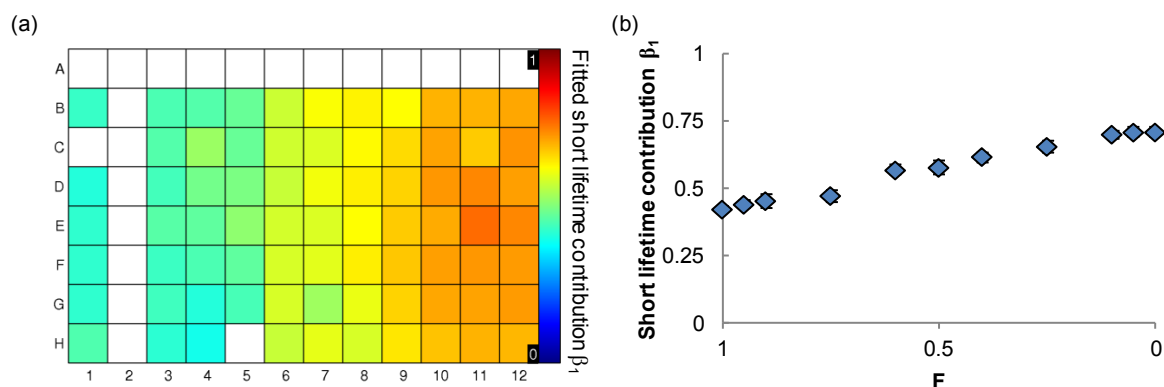 (a)
A
B
C
D
E
F
G
H
1 2 3 4 5 6 7 8 9 10 11 12
1
0
Fitted short lifetime contribution β1
(b)
Short lifetime contribution β1
1
0.75
0.5
0.25
0
1 0.5 0
F